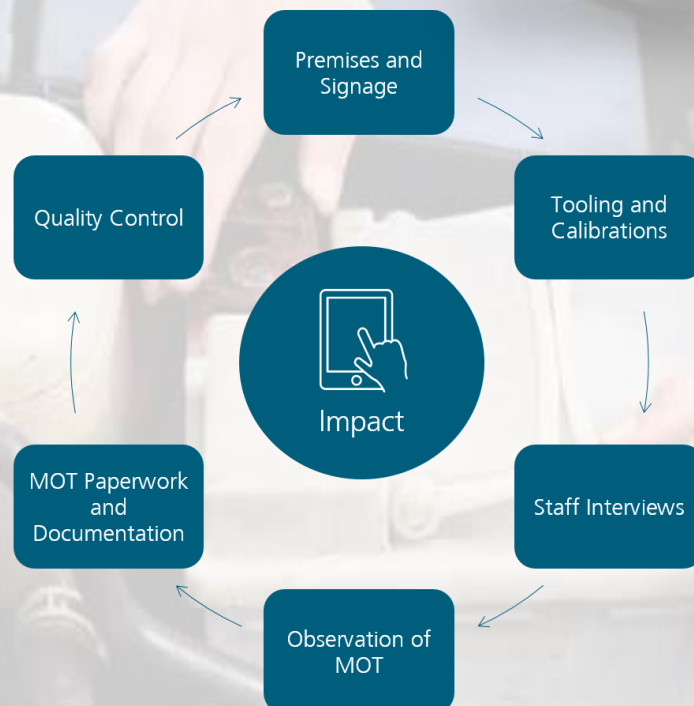 Premises and
Signage
Tooling and
Calibrations
Staff Interviews
Observation of
MOT
MOT Paperwork
and
Documentation
Quality Control
Impact